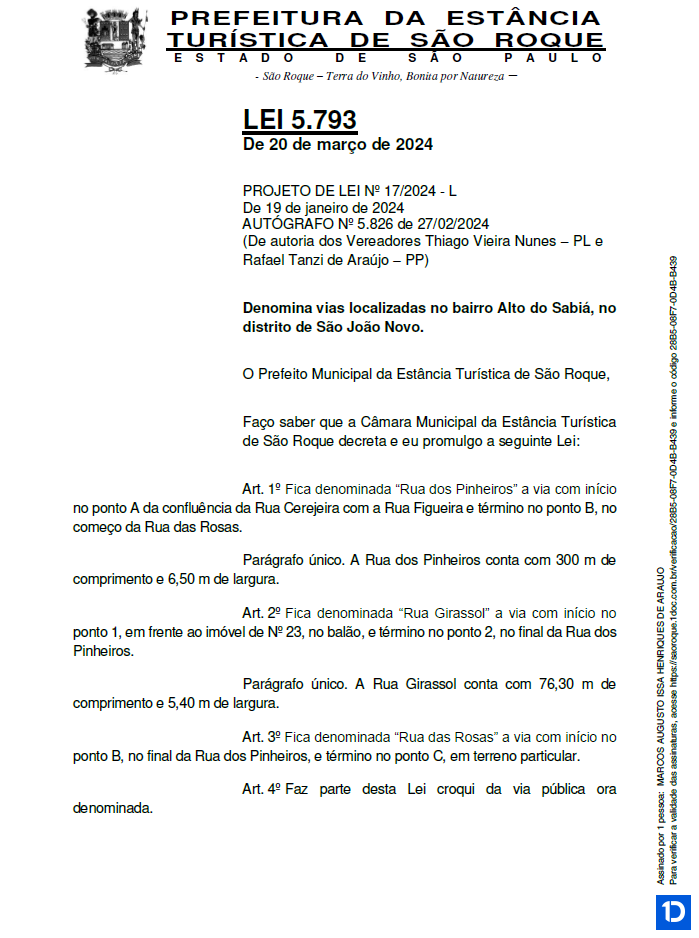 PREFEITURA DA ESTÂNCIA
TURÍSTICA DE SÃO ROQUE
ESTADO DE SÃO PAULO
- São Roque – Terra do Vinho, Bonita por Natureza –
LEI 5.793
De 20 de março de 2024
PROJETO DE LEI Nº 17/2024 - L
De 19 de janeiro de 2024
AUTÓGRAFO Nº 5.826 de 27/02/2024
(De autoria dos Vereadores Thiago Vieira Nunes – PL e
Rafael Tanzi de Araújo – PP)
Denomina vias localizadas no bairro Alto do Sabiá, no
distrito de São João Novo.
O Prefeito Municipal da Estância Turística de São Roque,
Faço saber que a Câmara Municipal da Estância Turística
de São Roque decreta e eu promulgo a seguinte Lei:
Art. 1º Fica denominada “Rua dos Pinheiros” a via com início
no ponto A da confluência da Rua Cerejeira com a Rua Figueira e término no ponto B, no
começo da Rua das Rosas.
Parágrafo único. A Rua dos Pinheiros conta com 300 m de
comprimento e 6,50 m de largura.
Art. 2º Fica denominada “Rua Girassol” a via com início no
ponto 1, em frente ao imóvel de Nº 23, no balão, e término no ponto 2, no final da Rua dos
Pinheiros.
Parágrafo único. A Rua Girassol conta com 76,30 m de
comprimento e 5,40 m de largura.
Art. 3º Fica denominada “Rua das Rosas” a via com início no
ponto B, no final da Rua dos Pinheiros, e término no ponto C, em terreno particular.
Art. 4º Faz parte desta Lei croqui da via pública ora
denominada.
Assinado por 1 pessoa: MARCOS AUGUSTO ISSA HENRIQUES DE ARAUJO
Para verificar a validade das assinaturas, acesse https://saoroque.1doc.com.br/verificacao/28B5-08F7-0D4B-B439 e informe o código 28B5-08F7-0D4B-B439
1D